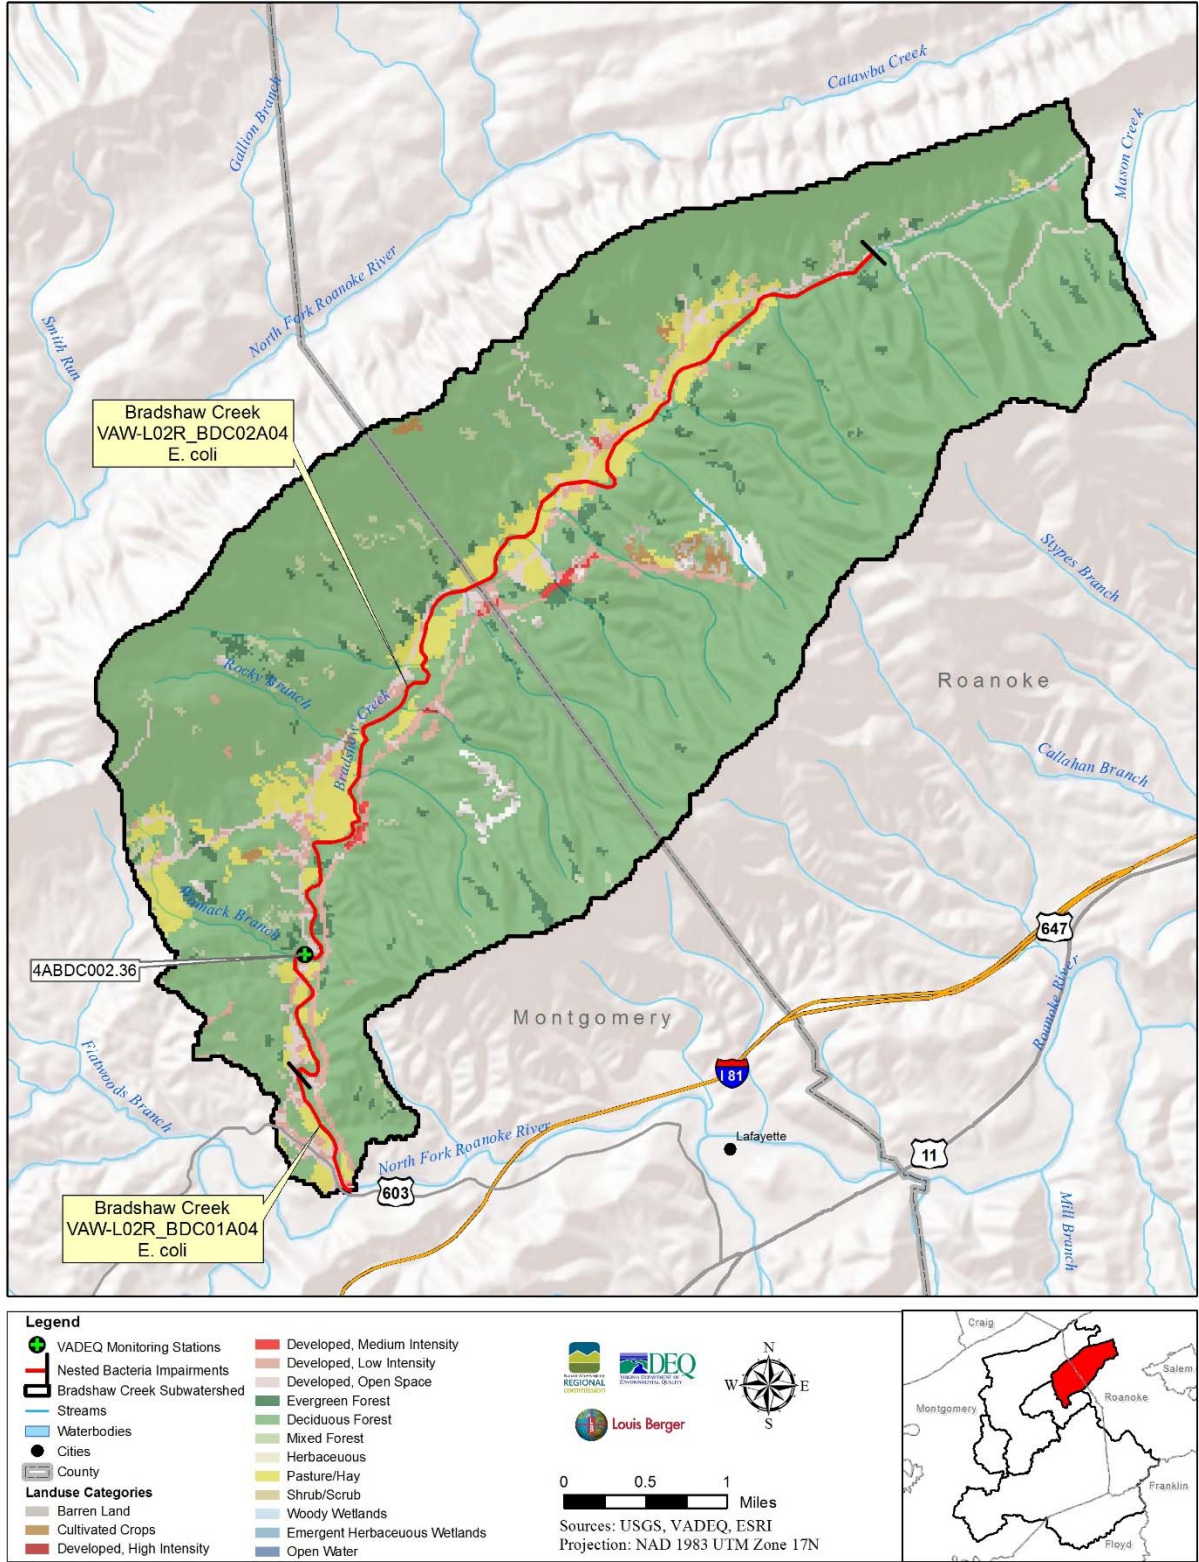 Catawba Creek
Gallion Branch
Mason Creek
North Fork Roanoke River
Smith Run
Bradshaw Creek
VAW-L02R_BDC02A04
E. coli
Stypes Branch
Rocky Branch
Roanoke
Bradshaw Creek
Callahan Branch
Womack Branch
647
4ABDC002.36
Montgomery
Roanoke River
Flatwoods Branch
I 81
Lafayette
North Fork Roanoke River
11
603
Bradshaw Creek
VAW-L02R_BDC01A04
E. coli
Mill Branch
Legend
VADEQ Monitoring Stations
Nested Bacteria Impairments
Bradshaw Creek Subwatershed
Streams
Waterbodies
Cities
County
Landuse Categories
Barren Land
Cultivated Crops
Developed, High Intensity
Developed, Medium Intensity
Developed, Low Intensity
Developed, Open Space
Evergreen Forest
Deciduous Forest
Mixed Forest
Herbaceous
Pasture/Hay
Shrub/Scrub
Woody Wetlands
Emergent Herbaceous Wetlands
Open Water
REGIONAL
commission
DEQ
VIRGINIA DEPARTMENT OF
ENVIRONMENTAL QUALITY
Louis Berger
N
W E
S
0 0.5 1
Miles
Sources: USGS, VADEQ, ESRI
Projection: NAD 1983 UTM Zone 17N
Craig
Salem
Roanoke
Montgomery
Franklin
Floyd